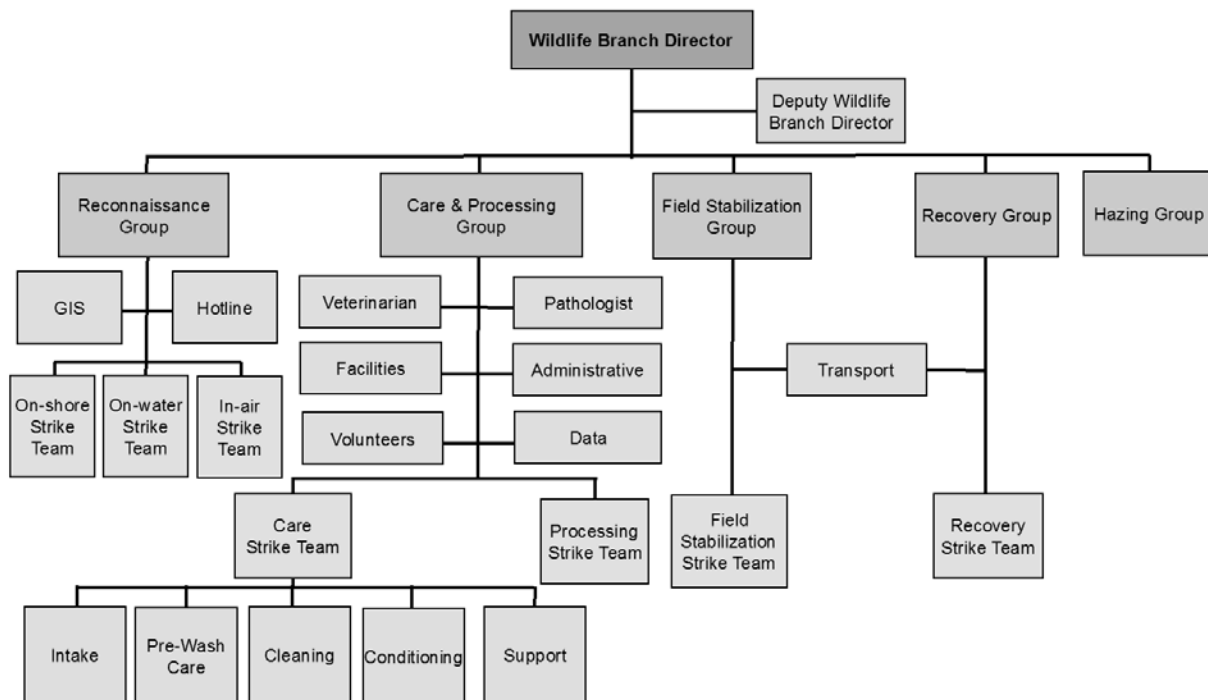 Wildlife Branch Director
Deputy Wildlife
Branch Director
Reconnaissance
Group
Care & Processing
Group
Field Stabilization
Group
Recovery Group
Hazing Group
GIS
Hotline
Veterinarian
Pathologist
Facilities
Administrative
Transport
On-shore
Strike
Team
On-water
Strike
Team
In-air
Strike
Team
Volunteers
Data
Care
Strike Team
Processing
Strike Team
Field
Stabilization
Strike Team
Recovery
Strike Team
Intake
Pre-Wash
Care
Cleaning
Conditioning
Support